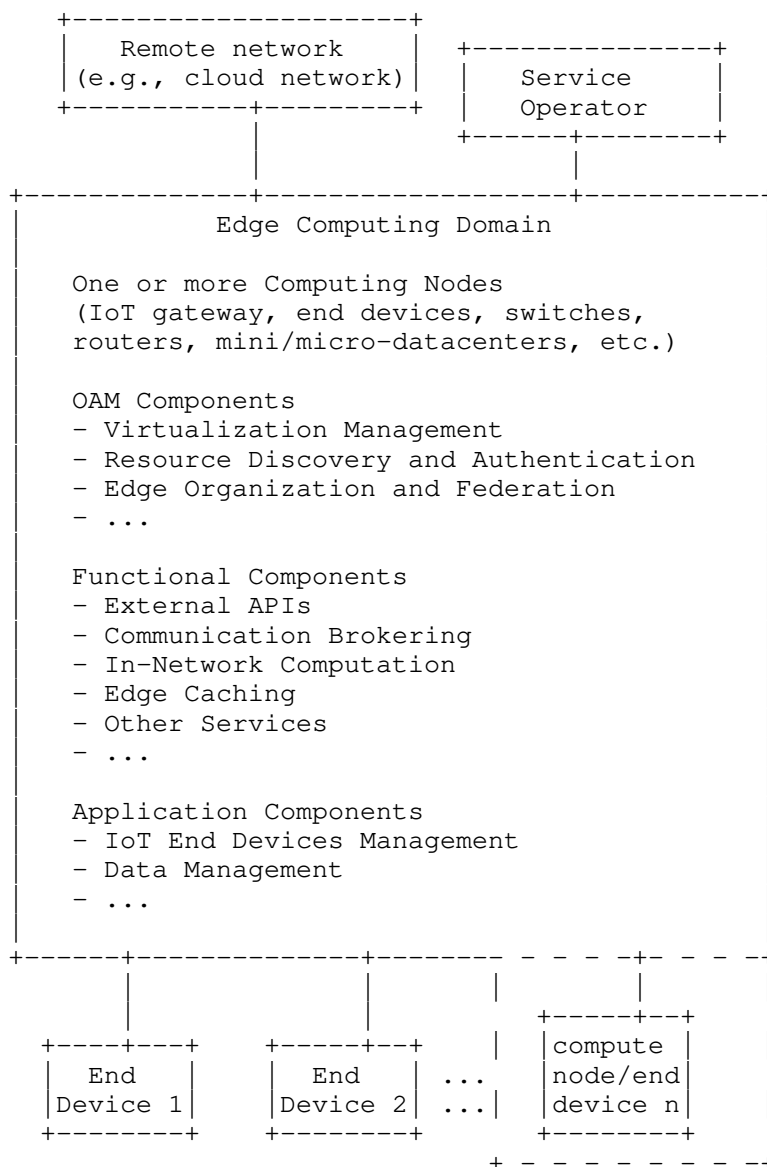 Remote network
(e.g., cloud network)
Service
Operator
Edge Computing Domain
One or more Computing Nodes
(IoT gateway, end devices, switches,
routers, mini/micro-datacenters, etc.)
OAM Components
- Virtualization Management
- Resource Discovery and Authentication
- Edge Organization and Federation
- ...
Functional Components
- External APIs
- Communication Brokering
- In-Network Computation
- Edge Caching
- Other Services
- ...
Application Components
- IoT End Devices Management
- Data Management
- ...
End
Device 1
End
Device 2
...
...
compute
node/end
device n